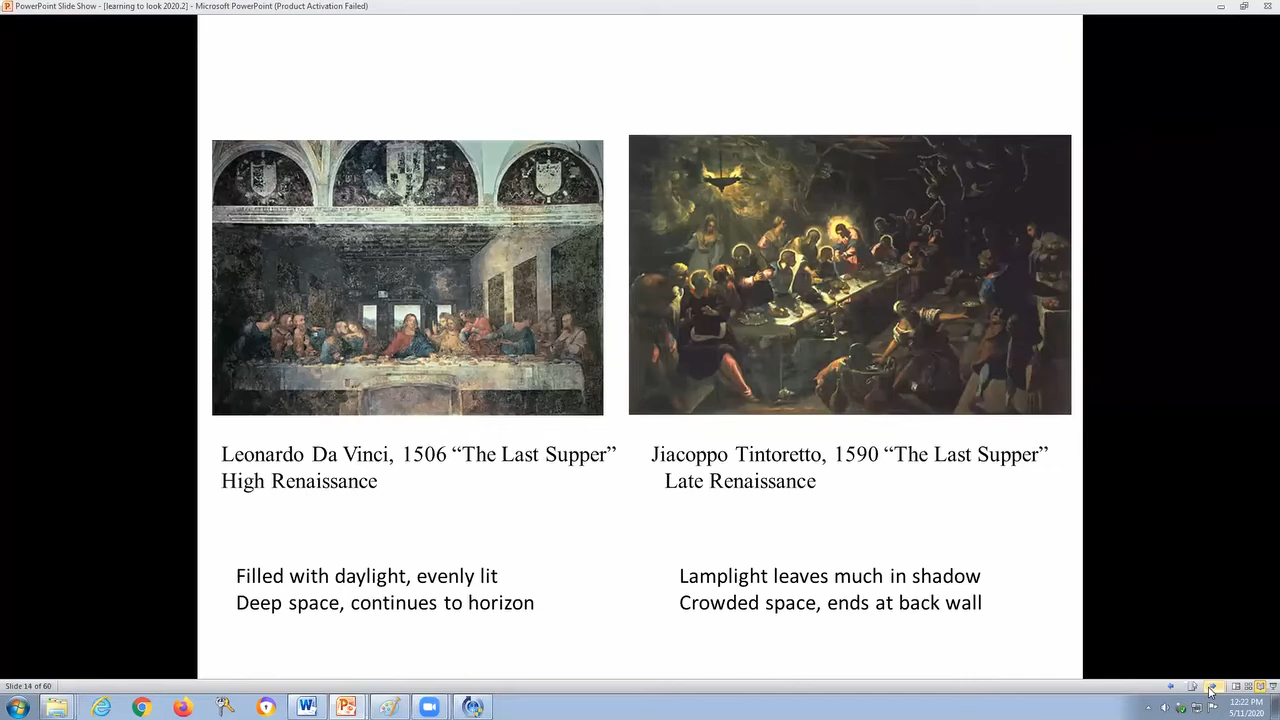 PowerPoint Slide Show - [learning to look 2020.2] - Microsoft PowerPoint (Product Activation Failed)
Leonardo Da Vinci, 1506 “The Last Supper”
High Renaissance
Jiacoppo Tintoretto, 1590 “The Last Supper”
Late Renaissance
Filled with daylight, evenly lit
Deep space, continues to horizon
Lamplight leaves much in shadow
Crowded space, ends at back wall
Slide 14 of 60
12:22 PM
5/11/2020